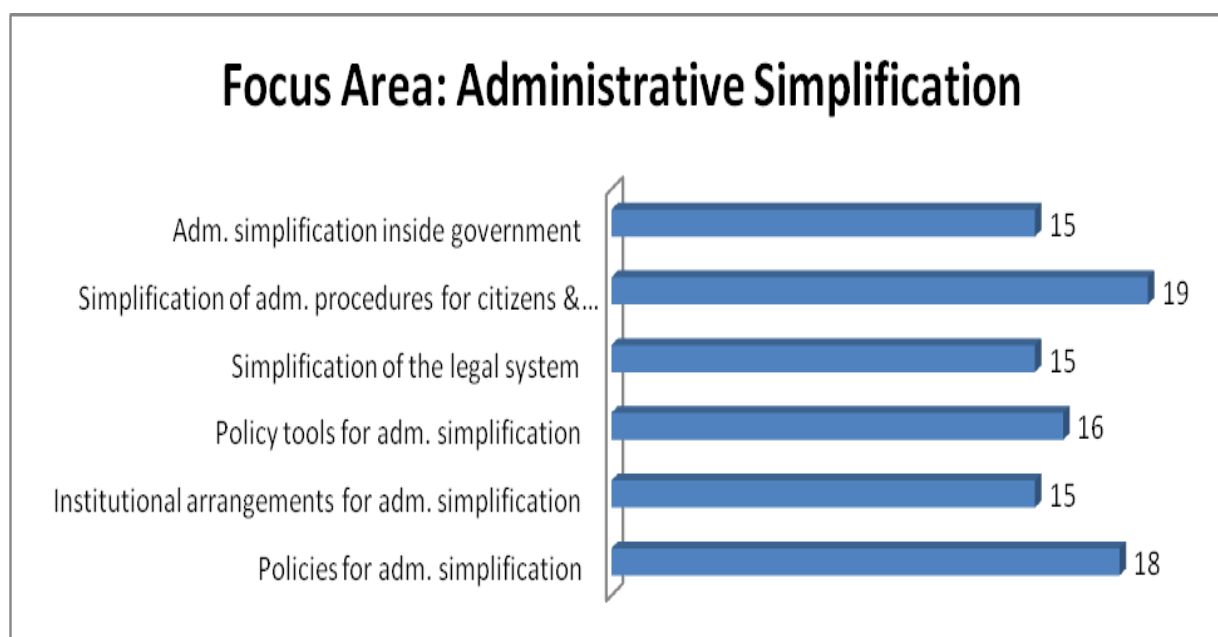 Focus Area: Administrative Simplification
Adm. simplification inside government 15
Simplification of adm. procedures for citizens &... 19
Simplification of the legal system 15
Policy tools for adm. simplification 16
Institutional arrangements for adm. simplification 15
Policies for adm. simplification 18